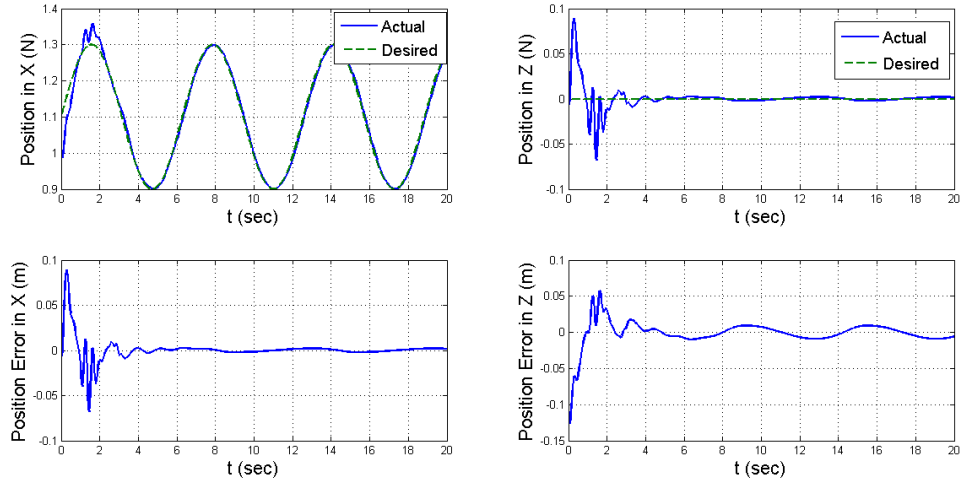 Position in X (N)
1.4
1.3
1.2
1.1
1
0.9
0 2 4 6 8 10 12 14 16 18 20
t (sec)
Actual
Desired
Position in Z (N)
0.1
0.05
0
-0.05
-0.1
0 2 4 6 8 10 12 14 16 18 20
t (sec)
Actual
Desired
Position Error in X (m)
0.1
0.05
0
-0.05
-0.1
0 2 4 6 8 10 12 14 16 18 20
t (sec)
Position Error in Z (m)
0.1
0.05
0
-0.05
-0.1
-0.15
0 2 4 6 8 10 12 14 16 18 20
t (sec)